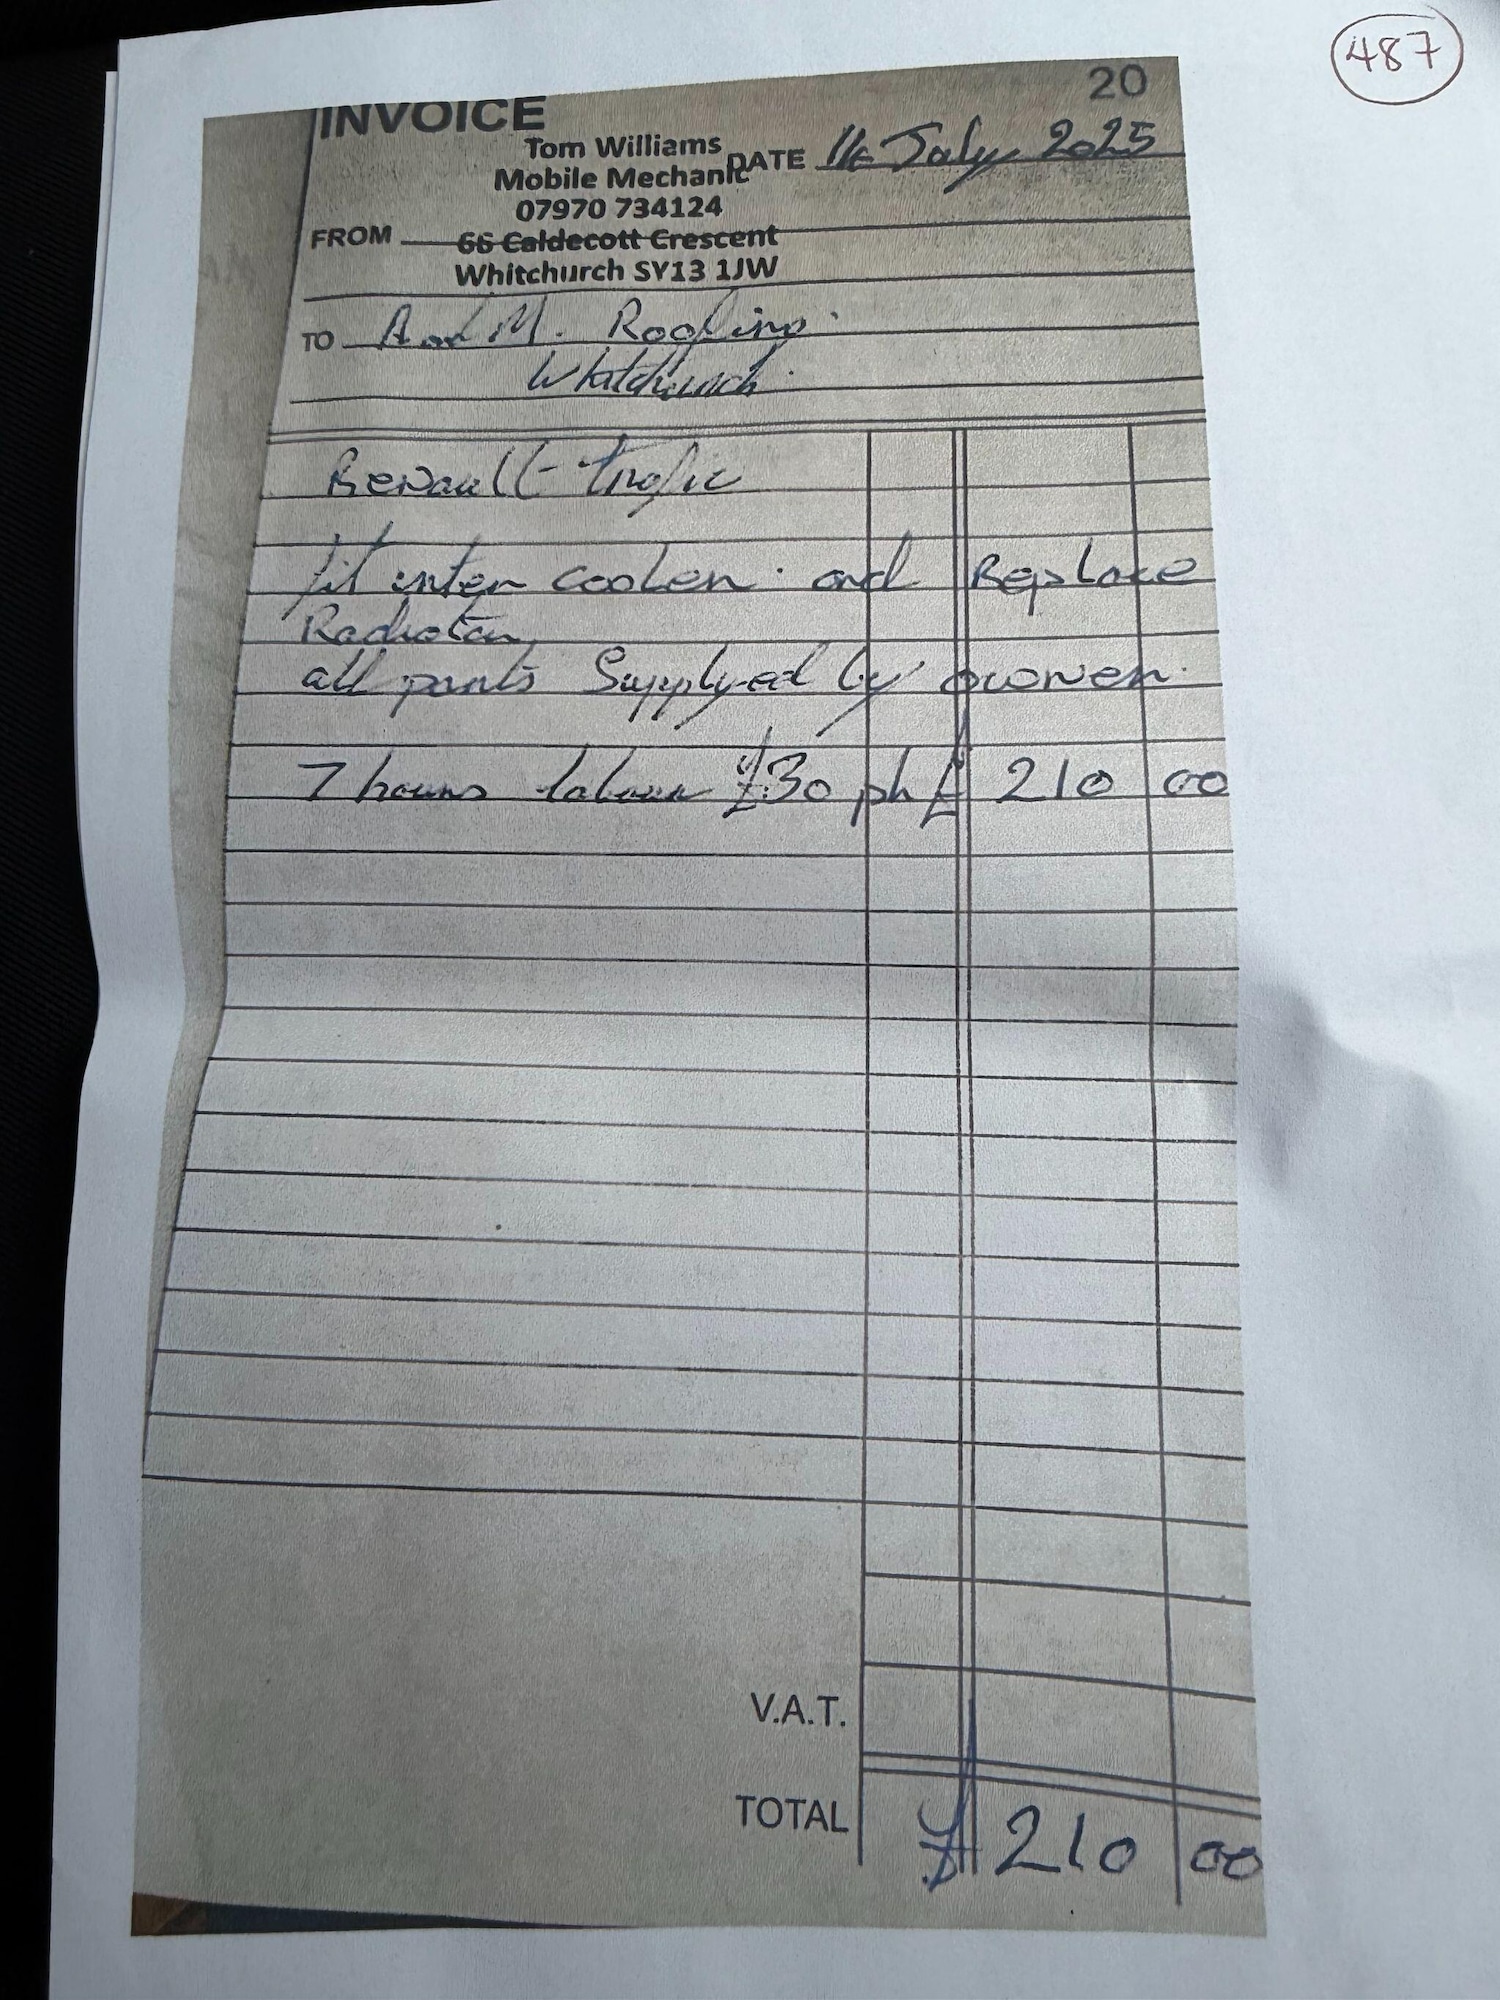 487
INVOICE 20
Tom Williams
Mobile Mechanic
DATE 16 July 2025
07970 734124
FROM 66 Caldecott Crescent
Whitchurch SY13 1JW
TO A and M. Roofing.
Whitchurch.
Renault trafic
fit inter cooler. and Replace
Radiator
all parts Supplyed by owner.
7 hours labour £30 ph £ 210 00
V.A.T.
TOTAL £ 210 00